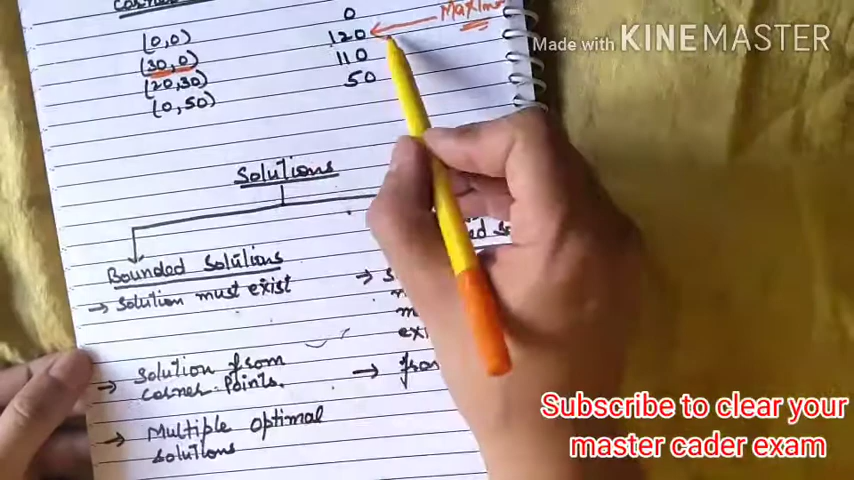 0
Maximum
(0,0)
120
(30,0)
110
(20,30)
50
(0,50)
Made with KINEMASTER
Solutions
Bounded Solutions
→ Solution must exist
→ Solution from
corner points.
→ from
→ Multiple optimal
solutions
Subscribe to clear your
master cader exam